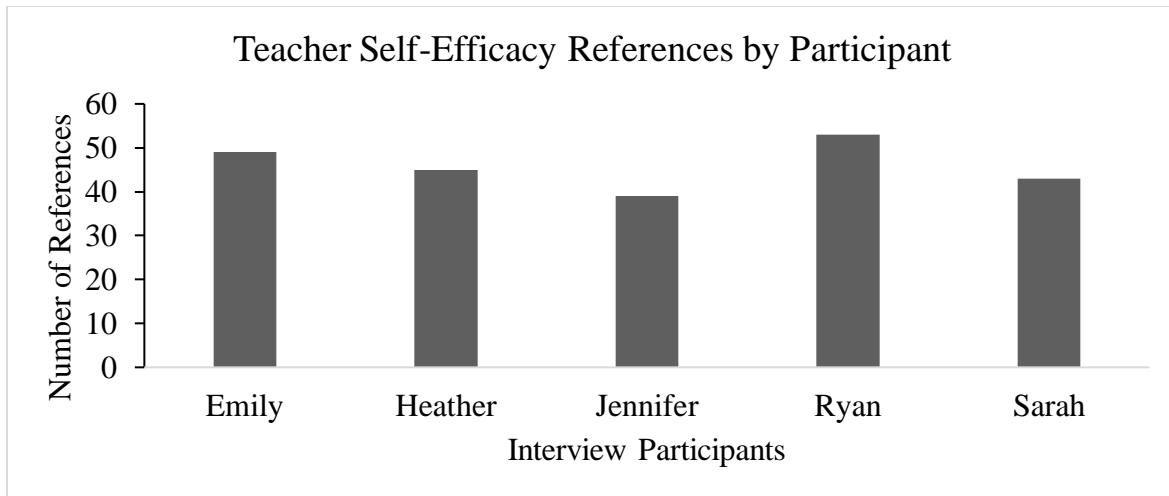 Teacher Self-Efficacy References by Participant
Number of References
60
50
40
30
20
10
0
Emily Heather Jennifer Ryan Sarah
Interview Participants